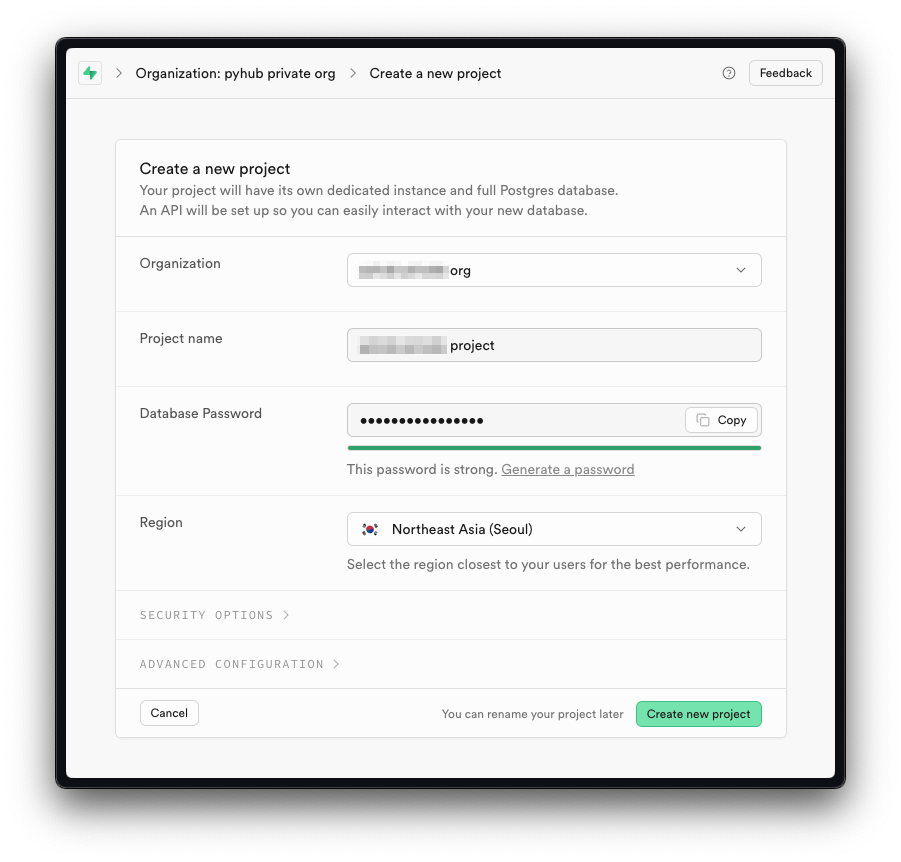 Organization: pyhub private org
Create a new project
Feedback
Create a new project
Your project will have its own dedicated instance and full Postgres database.
An API will be set up so you can easily interact with your new database.
Organization
org
Project name
project
Database Password
••••••••••••••••
Copy
This password is strong. Generate a password
Region
Northeast Asia (Seoul)
Select the region closest to your users for the best performance.
SECURITY OPTIONS
ADVANCED CONFIGURATION
Cancel
You can rename your project later
Create new project